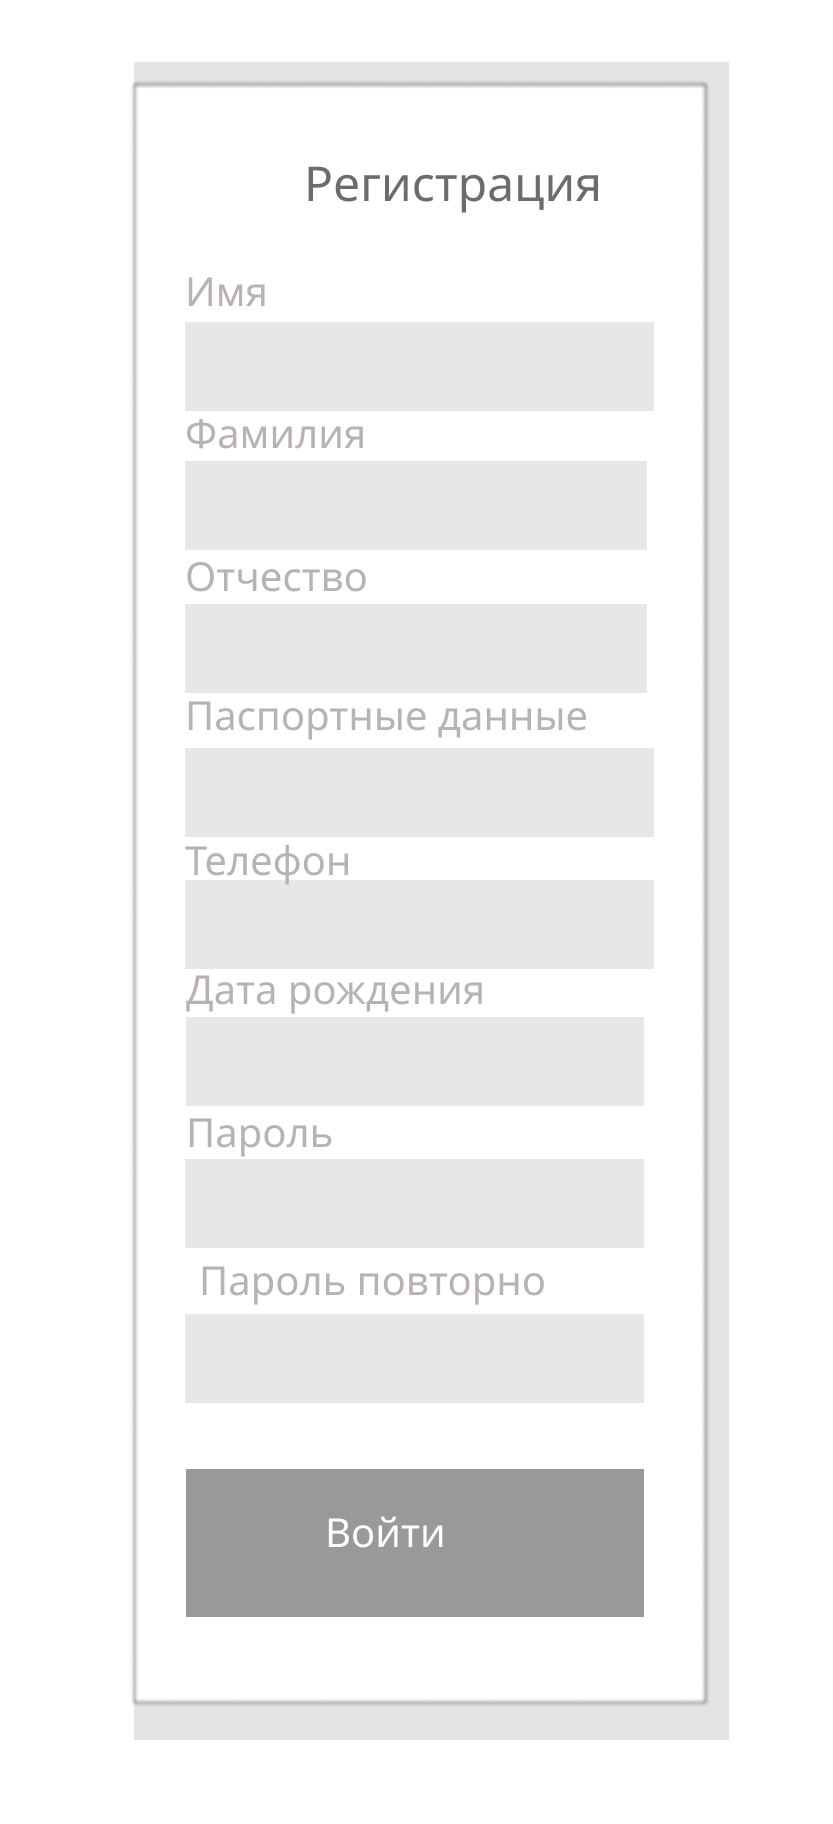 Регистрация
Имя
Фамилия
Отчество
Паспортные данные
Телефон
Дата рождения
Пароль
Пароль повторно
Войти